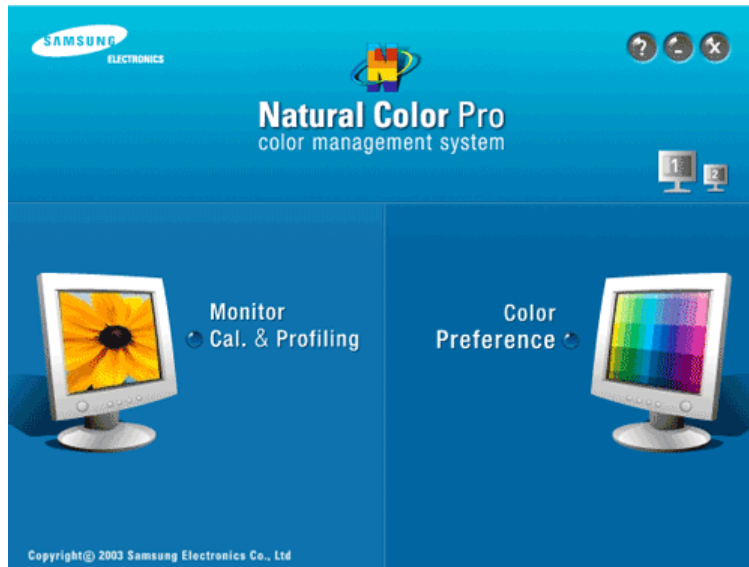 SAMSUNG
ELECTRONICS
?
-
x
N
Natural Color Pro
color management system
1
2
Monitor
Cal. & Profiling
Color
Preference
Copyright© 2003 Samsung Electronics Co., Ltd